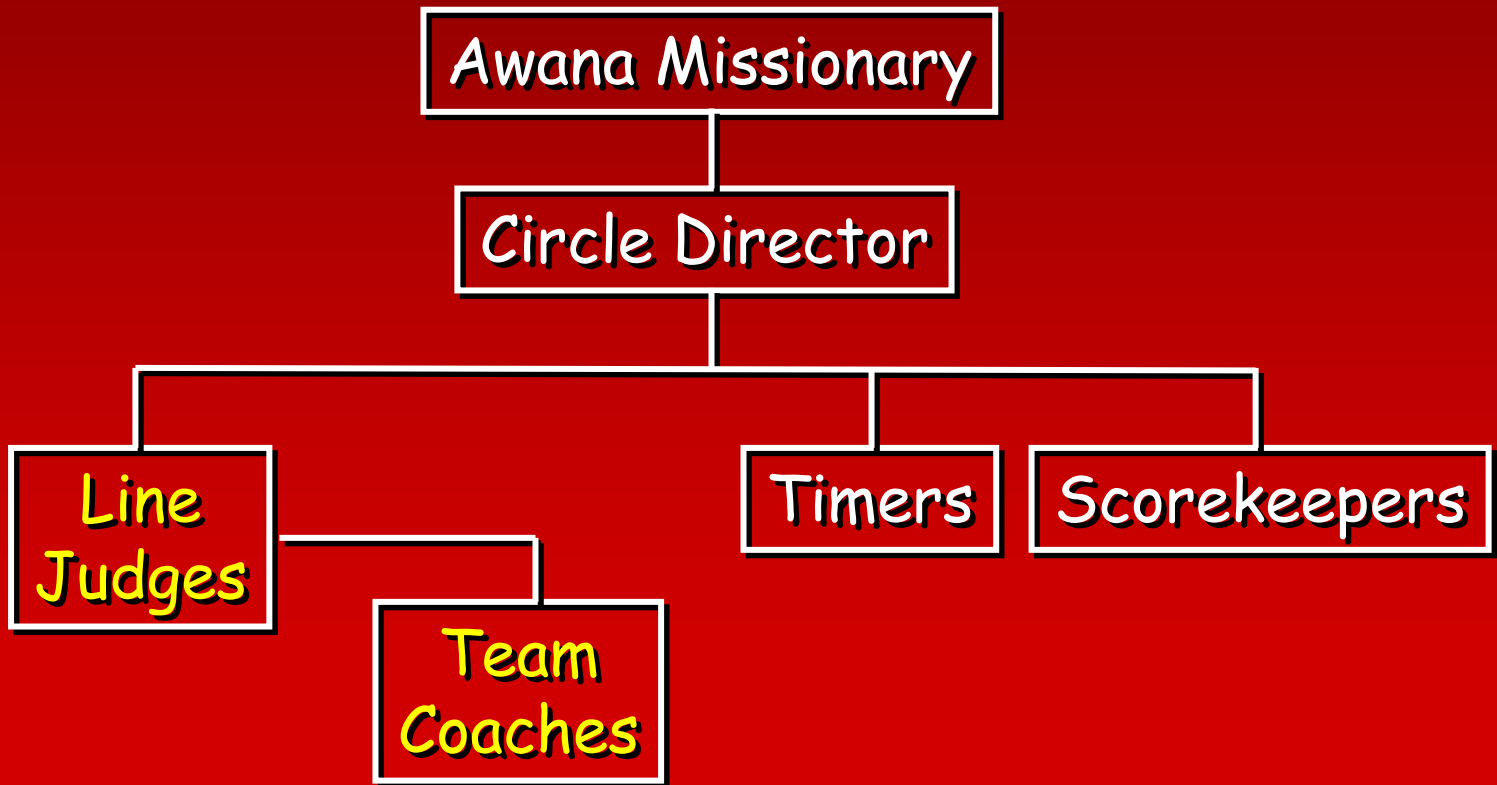 Awana Missionary
Circle Director
Line
Judges
Timers
Scorekeepers
Team
Coaches